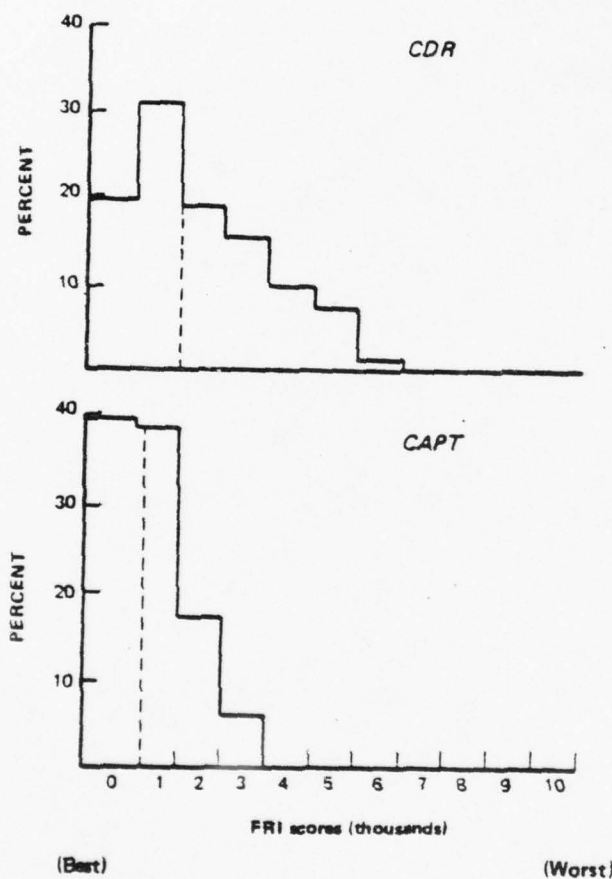 40
CDR
30
PERCENT
20
10
40
CAPT
30
PERCENT
20
10
0 1 2 3 4 5 6 7 8 9 10
FRI scores (thousands)
(Best) (Worst)